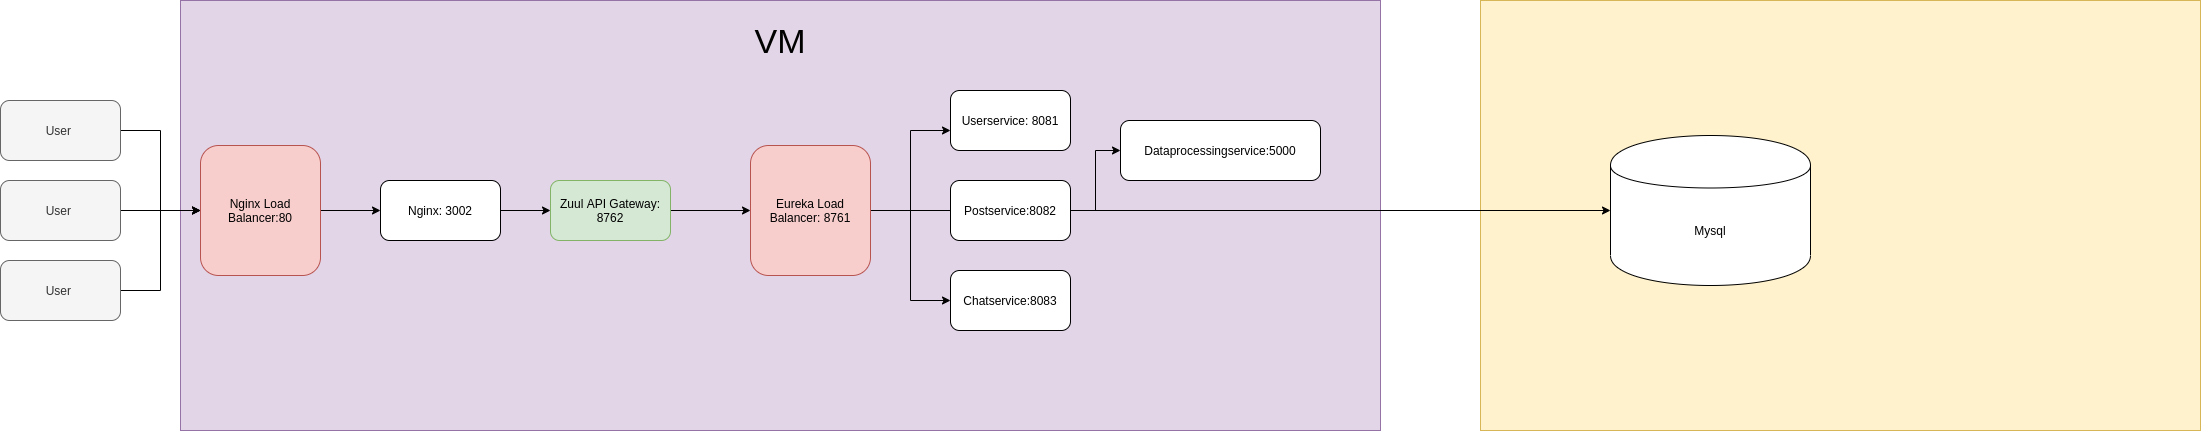 VM
User
User
User
Nginx Load
Balancer:80
Nginx: 3002
Zuul API Gateway:
8762
Eureka Load
Balancer: 8761
Userservice: 8081
Postservice:8082
Chatservice:8083
Dataprocessingservice:5000
Mysql